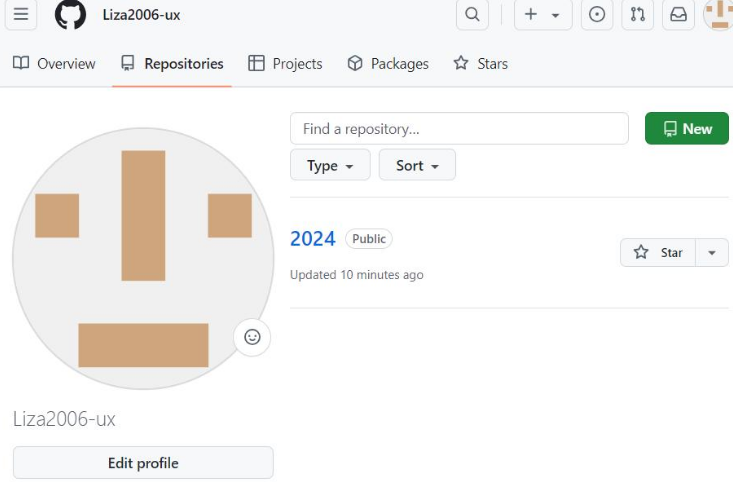 Liza2006-ux
Overview Repositories Projects Packages Stars
Find a repository... New
Type Sort
2024 Public Star
Updated 10 minutes ago
Liza2006-ux
Edit profile